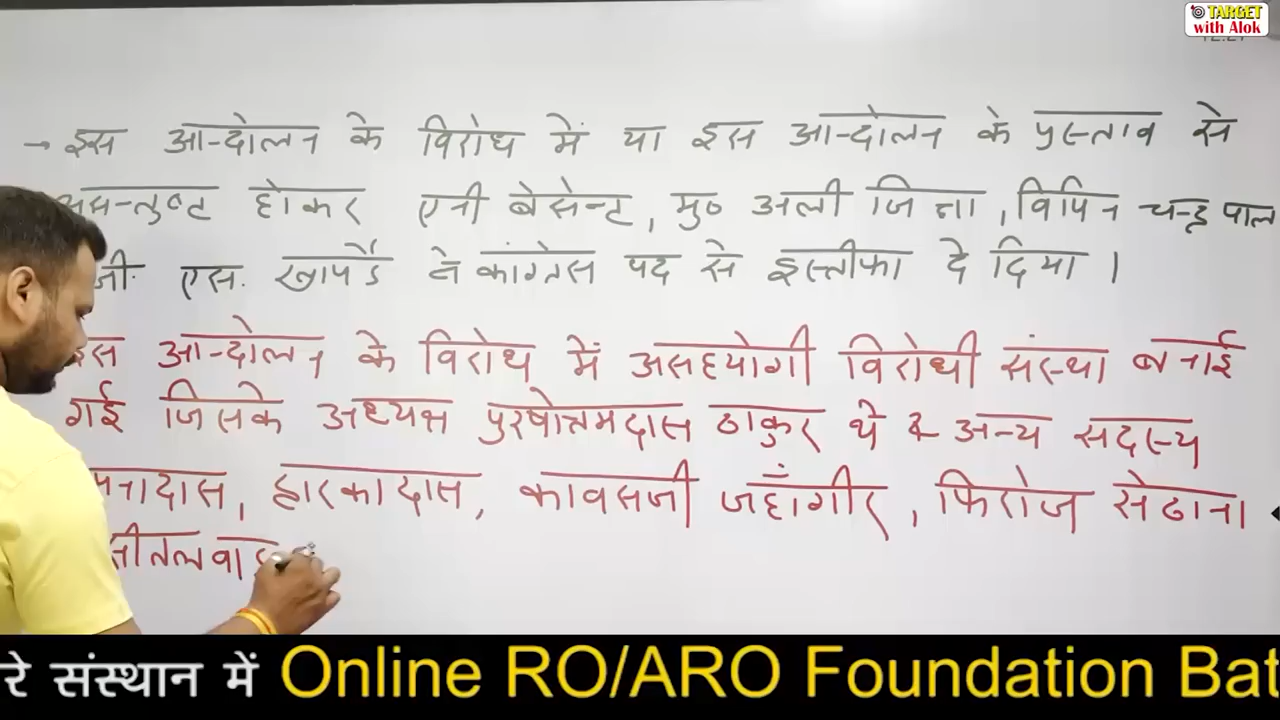 TARGET
with Alok
→ इस आन्दोलन के विरोध में या इस आन्दोलन के प्रस्ताव से
होकर एनी बेसेन्ट, मु० अली जिन्ना, विपिन चन्द्र पाल
जी. एस. खापर्डे ने कांग्रेस पद से इस्तीफा दे दिया ।
इस आन्दोलन के विरोध में असहयोगी विरोधी संस्था बनाई
गई जिसके अध्यक्ष पुरषोत्तमदास ठाकुर थे & अन्य सदस्य
द्वारकादास, कावसजी जहाँगीर, फिरोज सेठाना
रे संस्थान में Online RO/ARO Foundation Bat